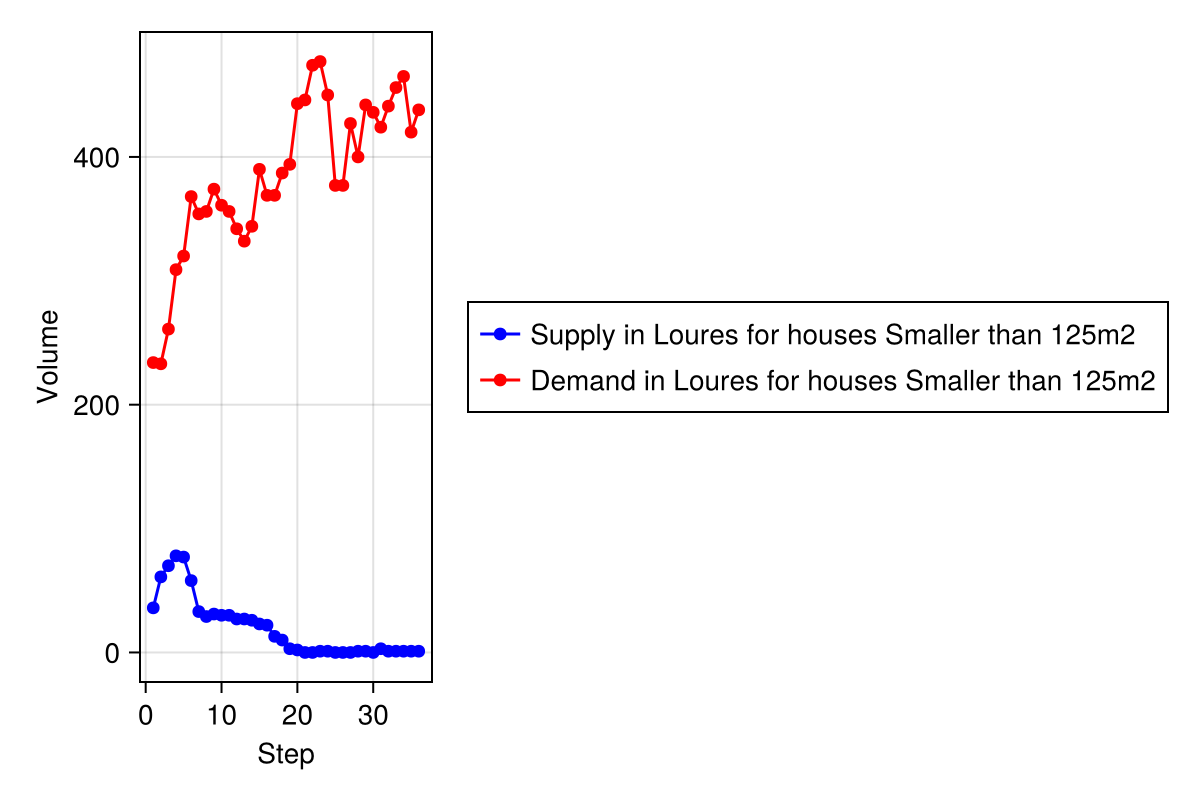 Volume
400
200
0
0 10 20 30
Step
Supply in Loures for houses Smaller than 125m2
Demand in Loures for houses Smaller than 125m2